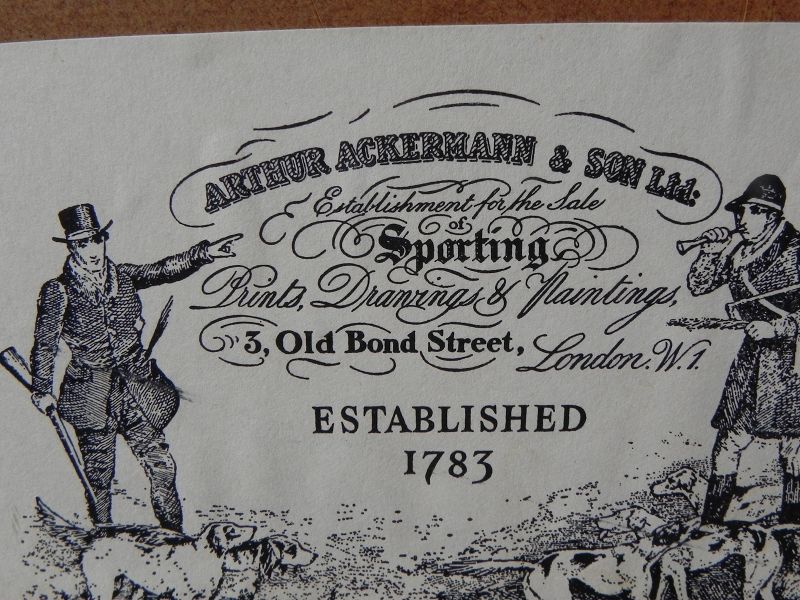 ARTHUR ACKERMANN & SON Ltd:
Establishment for the Sale
of
Sporting
Prints, Drawings & Paintings,
3, Old Bond Street, London. W.1.
ESTABLISHED
1783